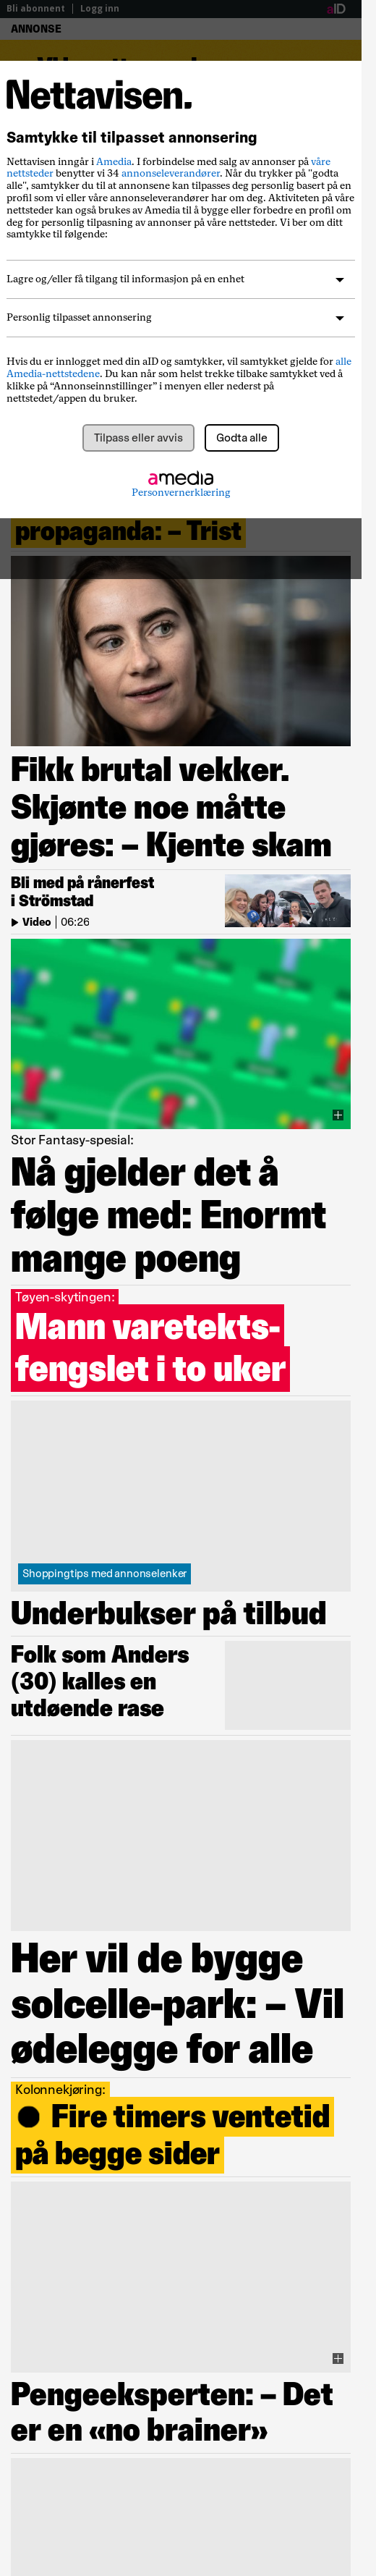 Bli abonnent | Logg inn
aID
ANNONSE
Nettavisen.
Samtykke til tilpasset annonsering
Nettavisen inngår i Amedia. I forbindelse med salg av annonser på våre
nettsteder benytter vi 34 annonseleverandører. Når du trykker på "godta
alle", samtykker du til at annonsene kan tilpasses deg personlig basert på en
profil som vi eller våre annonseleverandører har om deg. Aktiviteten på våre
nettsteder kan også brukes av Amedia til å bygge eller forbedre en profil om
deg for personlig tilpasning av annonser på våre nettsteder. Vi ber om ditt
samtykke til følgende:
Lagre og/eller få tilgang til informasjon på en enhet
Personlig tilpasset annonsering
Hvis du er innlogget med din aID og samtykker, vil samtykket gjelde for alle
Amedia-nettstedene. Du kan når som helst trekke tilbake samtykket ved å
klikke på “Annonseinnstillinger” i menyen eller nederst på
nettstedet/appen du bruker.
Tilpass eller avvis
Godta alle
amedia
Personvernerklæring
propaganda: – Trist
Fikk brutal vekker.
Skjønte noe måtte
gjøres: – Kjente skam
Bli med på rånerfest
i Strömstad
Video | 06:26
Stor Fantasy-spesial:
Nå gjelder det å
følge med: Enormt
mange poeng
Tøyen-skytingen:
Mann varetekts-
fengslet i to uker
Shoppingtips med annonselenker
Underbukser på tilbud
Folk som Anders
(30) kalles en
utdøende rase
Her vil de bygge
solcelle-park: – Vil
ødelegge for alle
Kolonnekjøring:
Fire timers ventetid
på begge sider
Pengeeksperten: – Det
er en «no brainer»